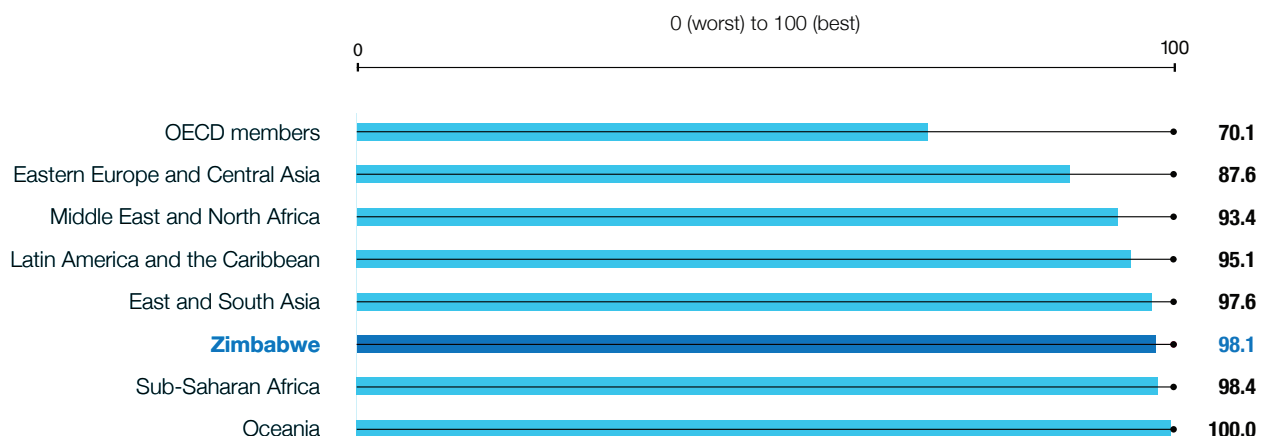 0 (worst) to 100 (best)
0 100
OECD members 70.1
Eastern Europe and Central Asia 87.6
Middle East and North Africa 93.4
Latin America and the Caribbean 95.1
East and South Asia 97.6
Zimbabwe 98.1
Sub-Saharan Africa 98.4
Oceania 100.0